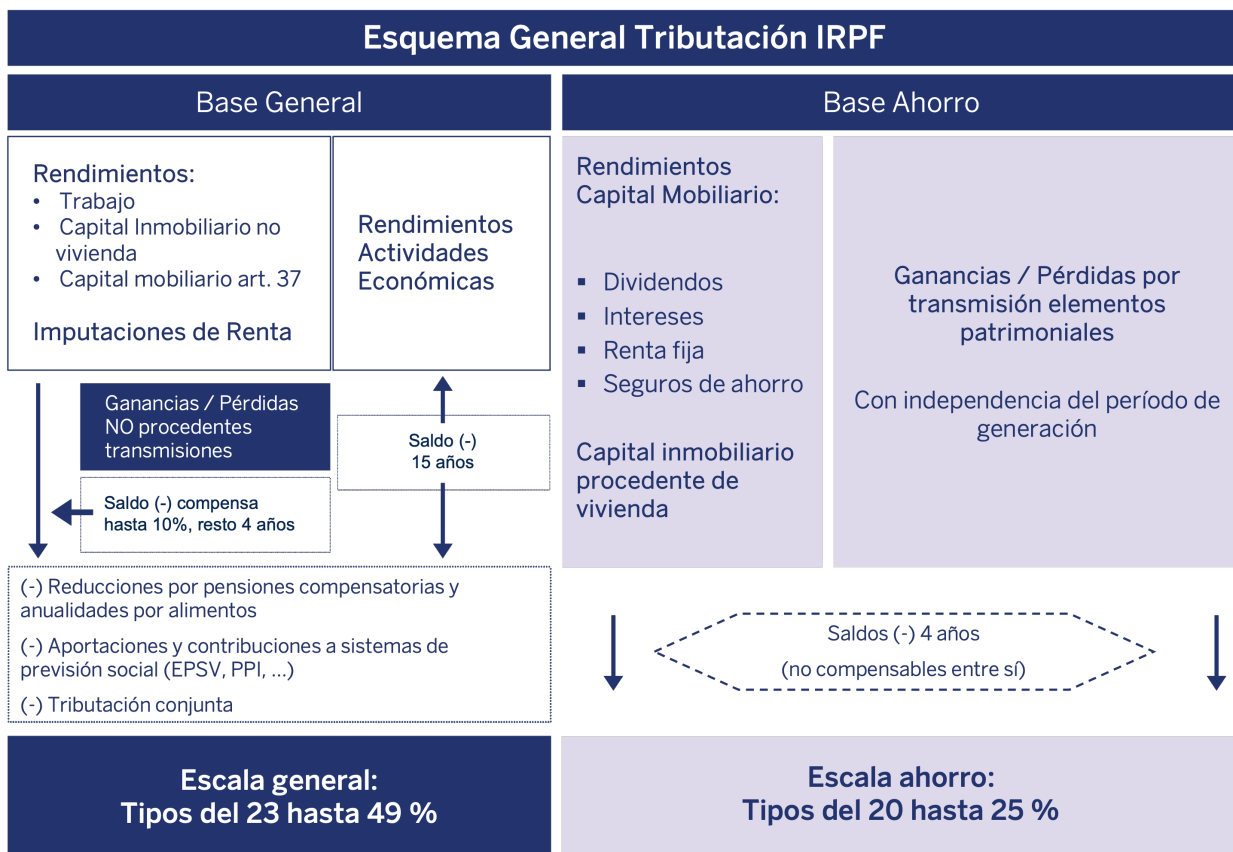 Esquema General Tributación IRPF
Base General
Rendimientos:
• Trabajo
• Capital Inmobiliario no
vivienda
• Capital mobiliario art. 37
Imputaciones de Renta
Rendimientos
Actividades
Económicas
Ganancias / Pérdidas
NO procedentes
transmisiones
Saldo (-) compensa
hasta 10%, resto 4 años
Saldo (-)
15 años
(-) Reducciones por pensiones compensatorias y
anualidades por alimentos
(-) Aportaciones y contribuciones a sistemas de
previsión social (EPSV, PPI, ...)
(-) Tributación conjunta
Escala general:
Tipos del 23 hasta 49 %
Base Ahorro
Rendimientos
Capital Mobiliario:
▪ Dividendos
▪ Intereses
▪ Renta fija
▪ Seguros de ahorro
Capital inmobiliario
procedente de
vivienda
Ganancias / Pérdidas por
transmisión elementos
patrimoniales
Con independencia del período de
generación
Saldos (-) 4 años
(no compensables entre sí)
Escala ahorro:
Tipos del 20 hasta 25 %